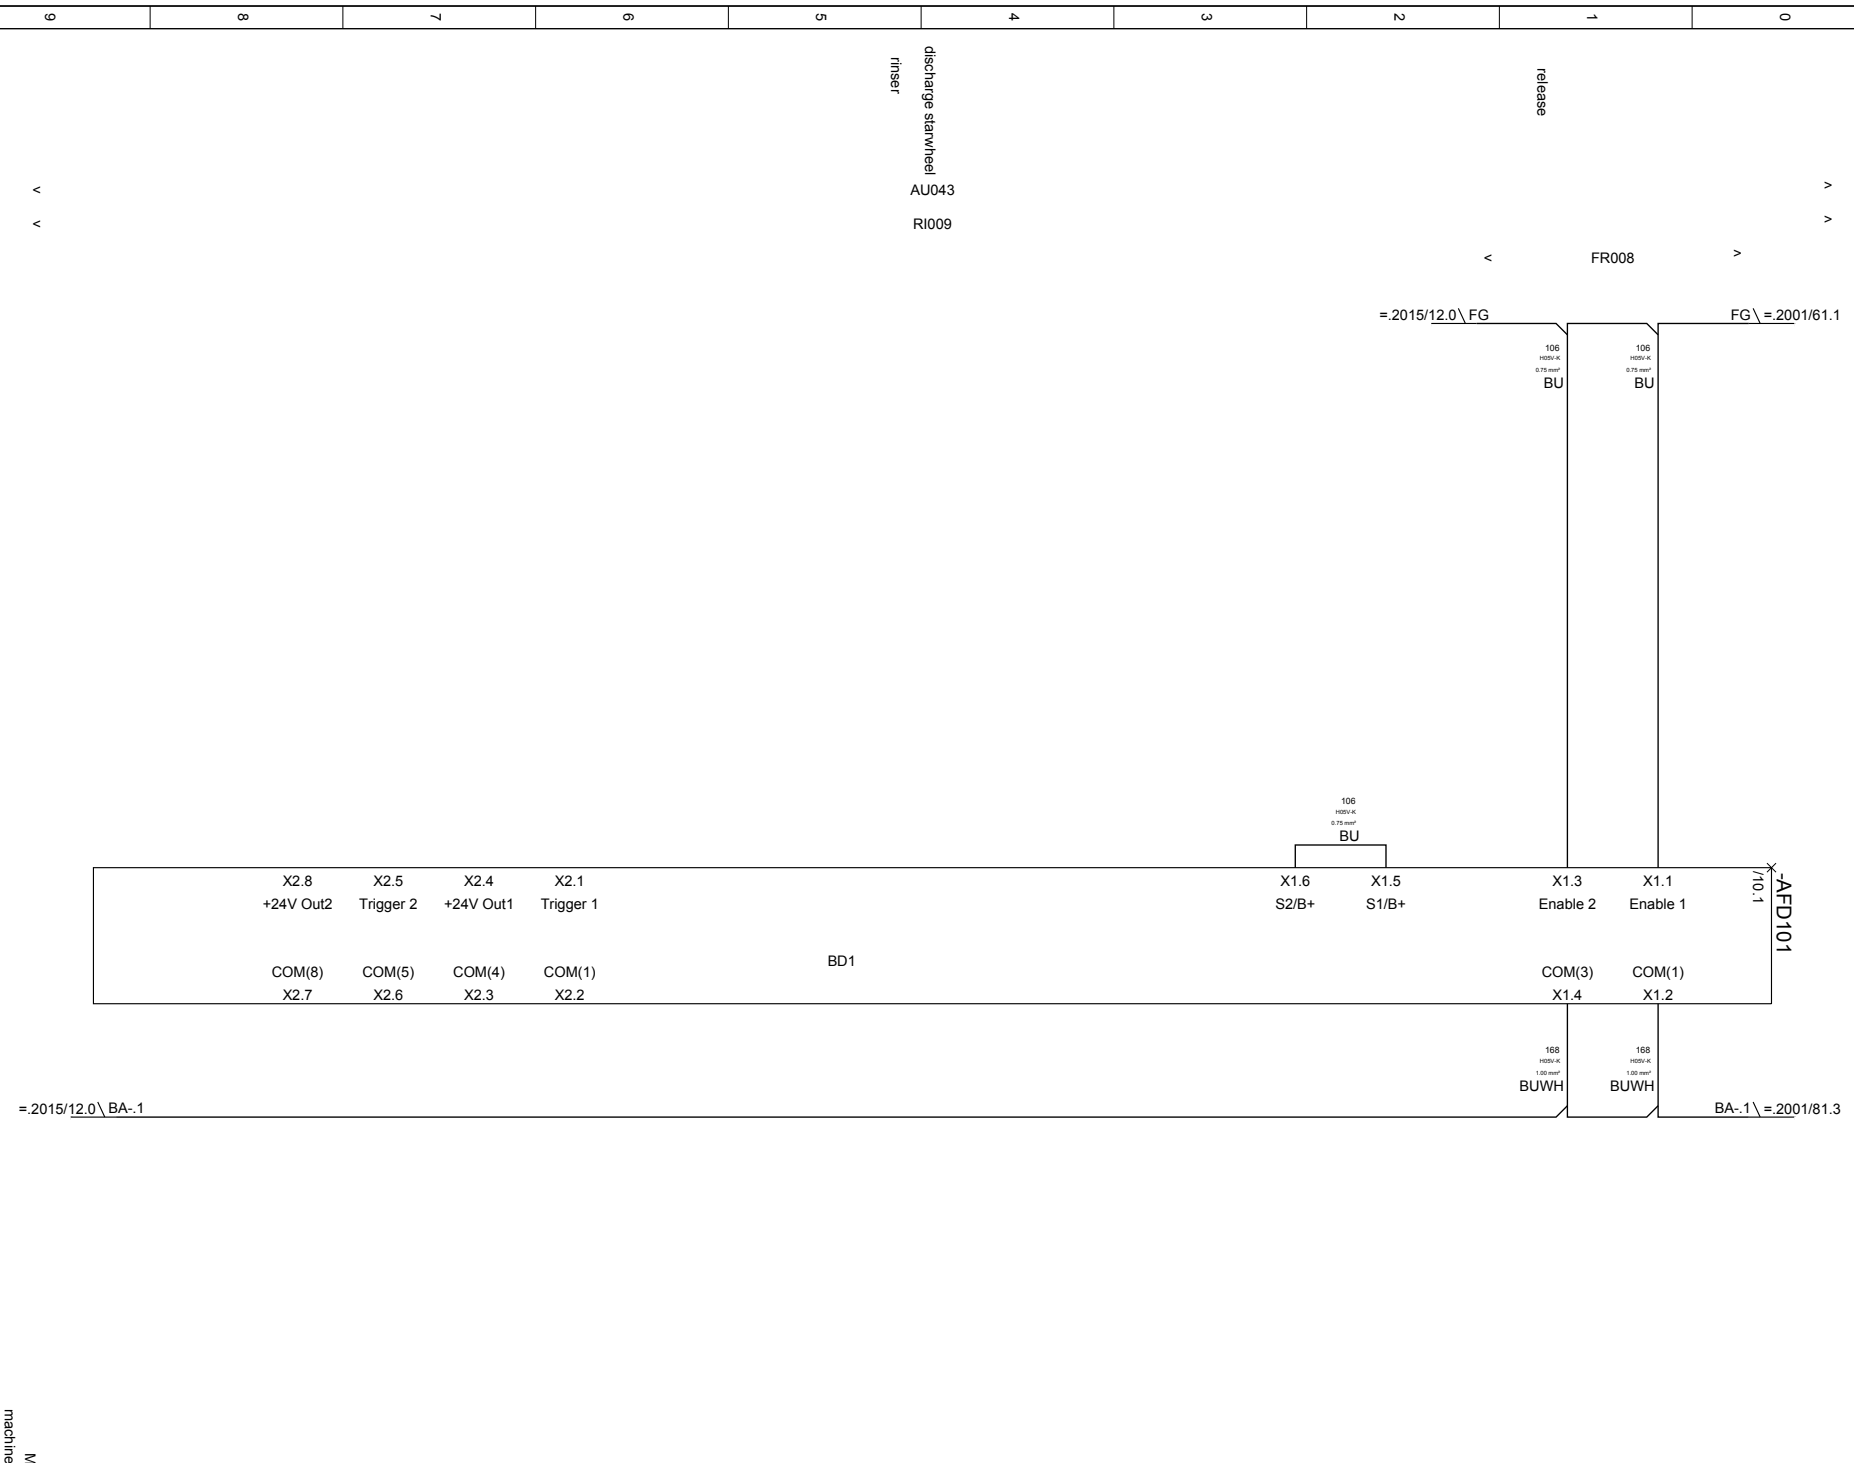 9 8 7 6 5 4 3 2 1 0
discharge starwheel
rinser
release
< AU043 >
< RI009 >
< FR008 >
=.2015/12.0\ FG
FG \ =.2001/61.1
106 106
H05V-K H05V-K
0.75 mm² 0.75 mm²
BU BU
106
H05V-K
0.75 mm²
BU
-AFD101
/10.1
X2.8 X2.5 X2.4 X2.1 X1.6 X1.5 X1.3 X1.1
+24V Out2 Trigger 2 +24V Out1 Trigger 1 S2/B+ S1/B+ Enable 2 Enable 1
BD1
COM(8) COM(5) COM(4) COM(1) COM(3) COM(1)
X2.7 X2.6 X2.3 X2.2 X1.4 X1.2
168 168
H05V-K H05V-K
1.00 mm² 1.00 mm²
BUWH BUWH
=.2015/12.0\ BA-.1
BA-.1 \ =.2001/81.3
M
machine